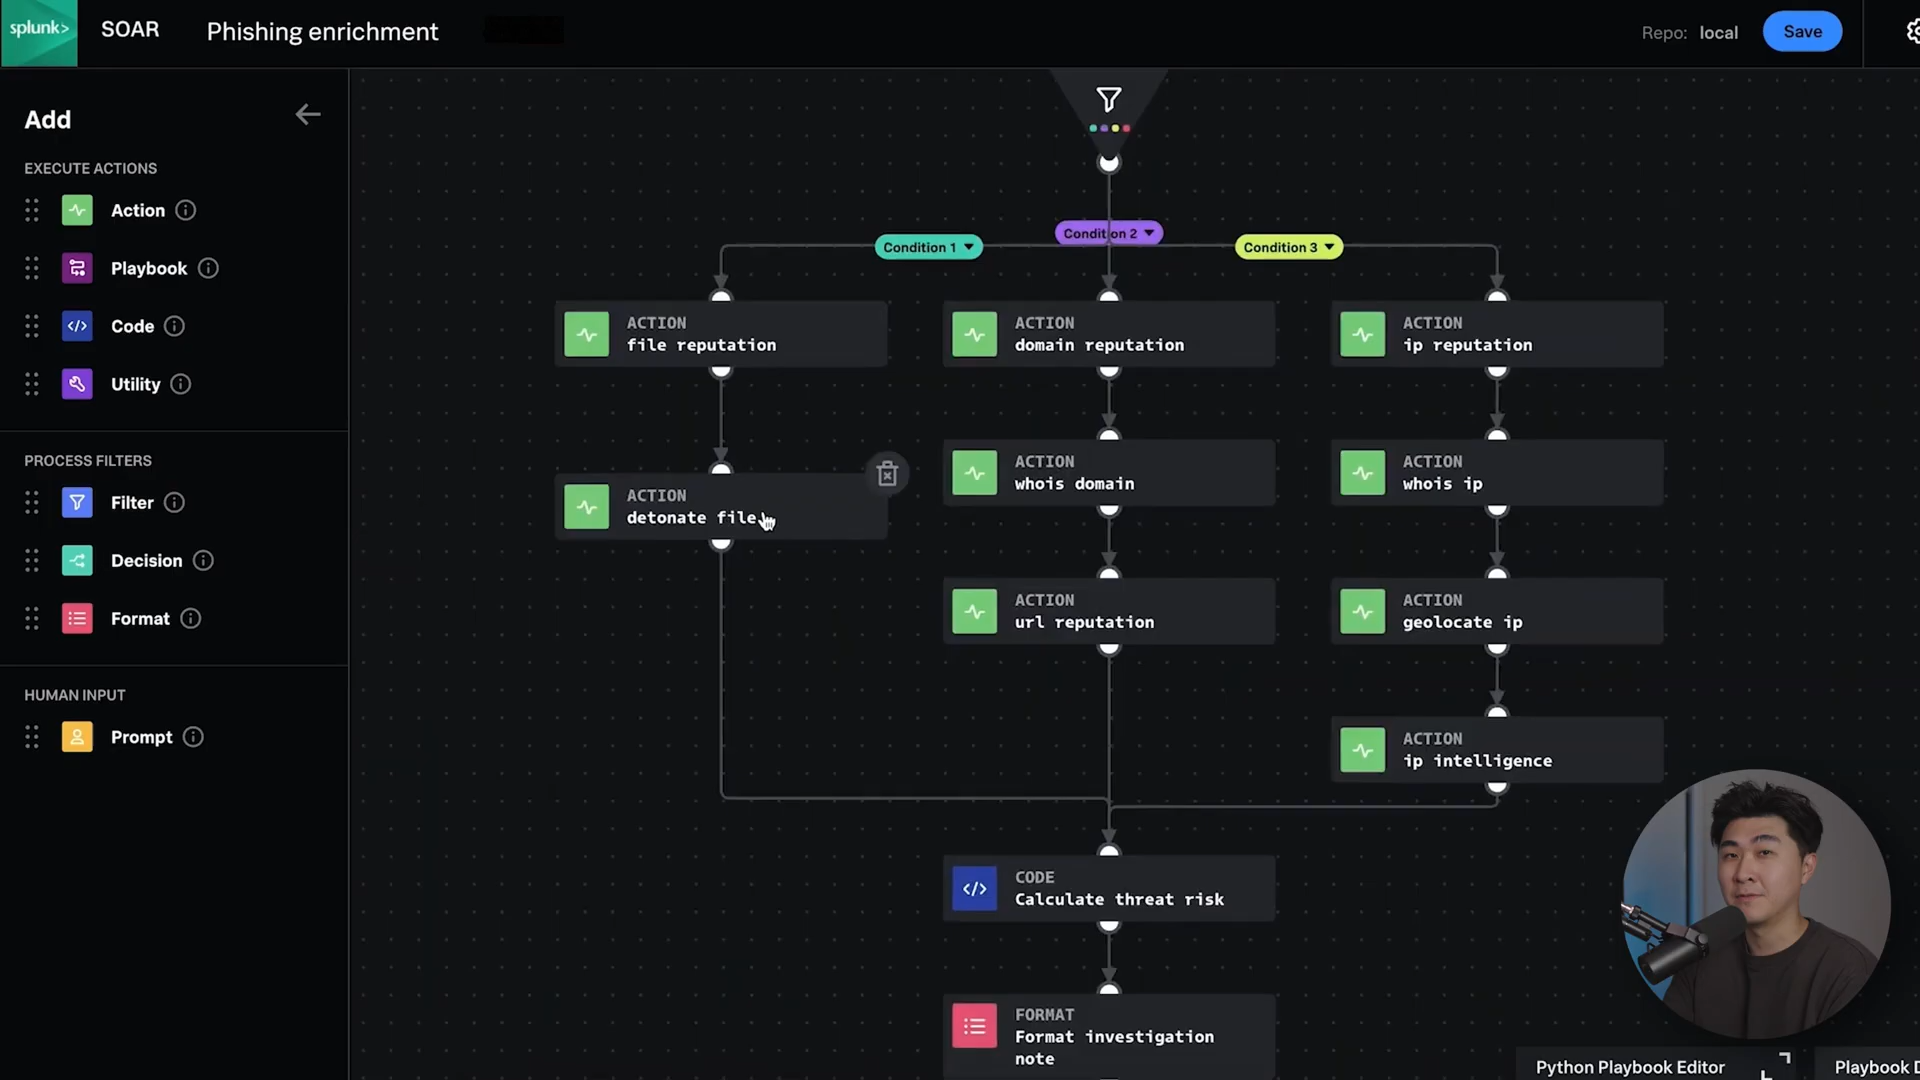 splunk>
SOAR
Phishing enrichment
Repo: local
Save
Add
EXECUTE ACTIONS
Action
Playbook
Code
Utility
PROCESS FILTERS
Filter
Decision
Format
HUMAN INPUT
Prompt
Condition 1
Condition 2
Condition 3
ACTION
file reputation
ACTION
domain reputation
ACTION
ip reputation
ACTION
detonate file
ACTION
whois domain
ACTION
whois ip
ACTION
url reputation
ACTION
geolocate ip
ACTION
ip intelligence
CODE
Calculate threat risk
FORMAT
Format investigation
note
Python Playbook Editor
Playbook D